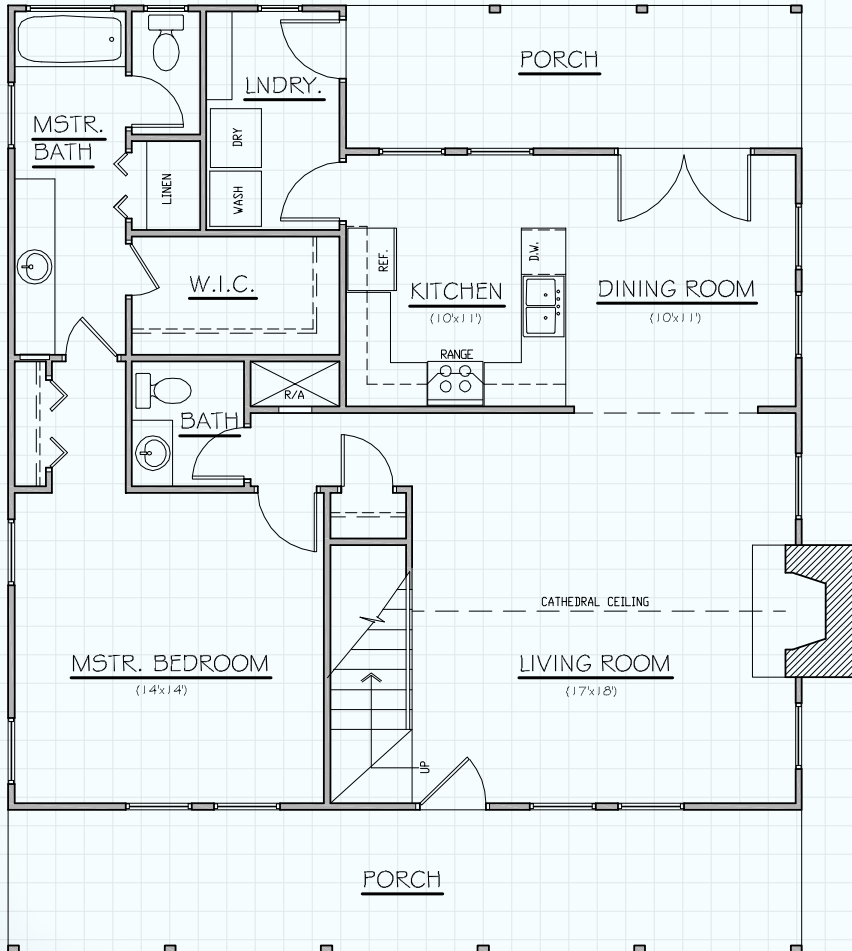 PORCH
LNDRY.
MSTR.
BATH
DRY
LINEN
WASH
D.W.
REF.
W.I.C.
KITCHEN
(10'x11')
DINING ROOM
(10'x11')
RANGE
R/A
BATH
CATHEDRAL CEILING
MSTR. BEDROOM
(14'x14')
LIVING ROOM
(17'x18')
UP
PORCH